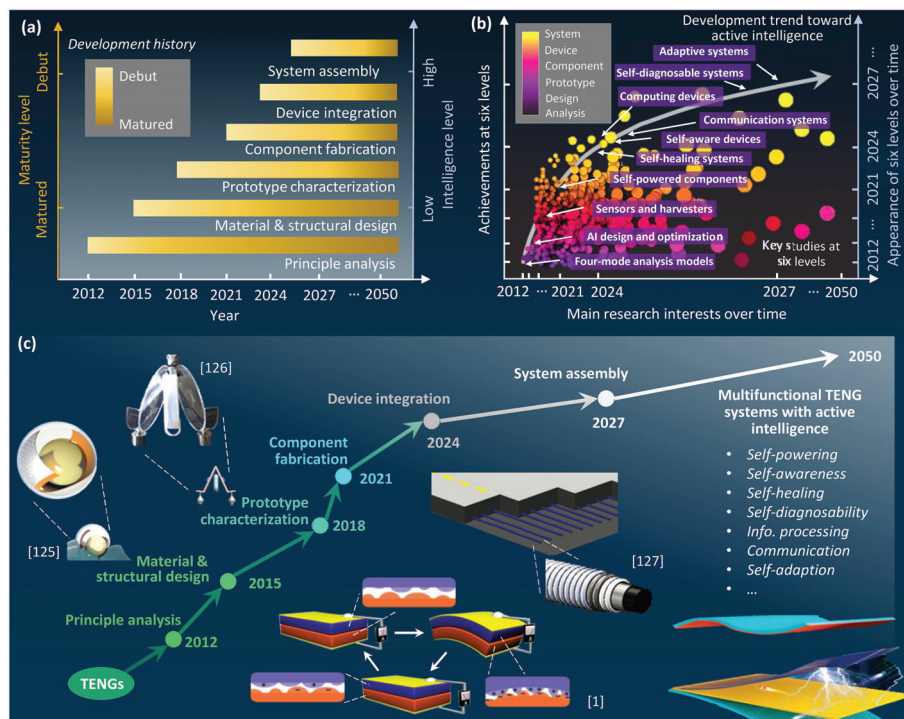 (a)
Development history
Debut
Matured
Maturity level
Debut
Matured
System assembly
Device integration
Component fabrication
Prototype characterization
Material & structural design
Principle analysis
High
Low
Intelligence level
2012 2015 2018 2021 2024 2027 ... 2050
Year
(b)
Development trend toward
active intelligence
System
Device
Component
Prototype
Design
Analysis
Achievements at six levels
Adaptive systems
Self-diagnosable systems
Computing devices
Communication systems
Self-aware devices
Self-healing systems
Self-powered components
Sensors and harvesters
AI design and optimization
Four-mode analysis models
Key studies at
six levels
2012 ... 2021 2024 2027 ... 2050
Main research interests over time
2012 ... 2021 2024 2027 ...
Appearance of six levels over time
(c)
[126]
[125]
TENGs
Principle analysis
2012
Material &
structural design
2015
Prototype
characterization
2018
Component
fabrication
2021
Device integration
2024
System assembly
2027
2050
[127]
[1]
Multifunctional TENG
systems with active
intelligence
• Self-powering
• Self-awareness
• Self-healing
• Self-diagnosability
• Info. processing
• Communication
• Self-adaption
• ...